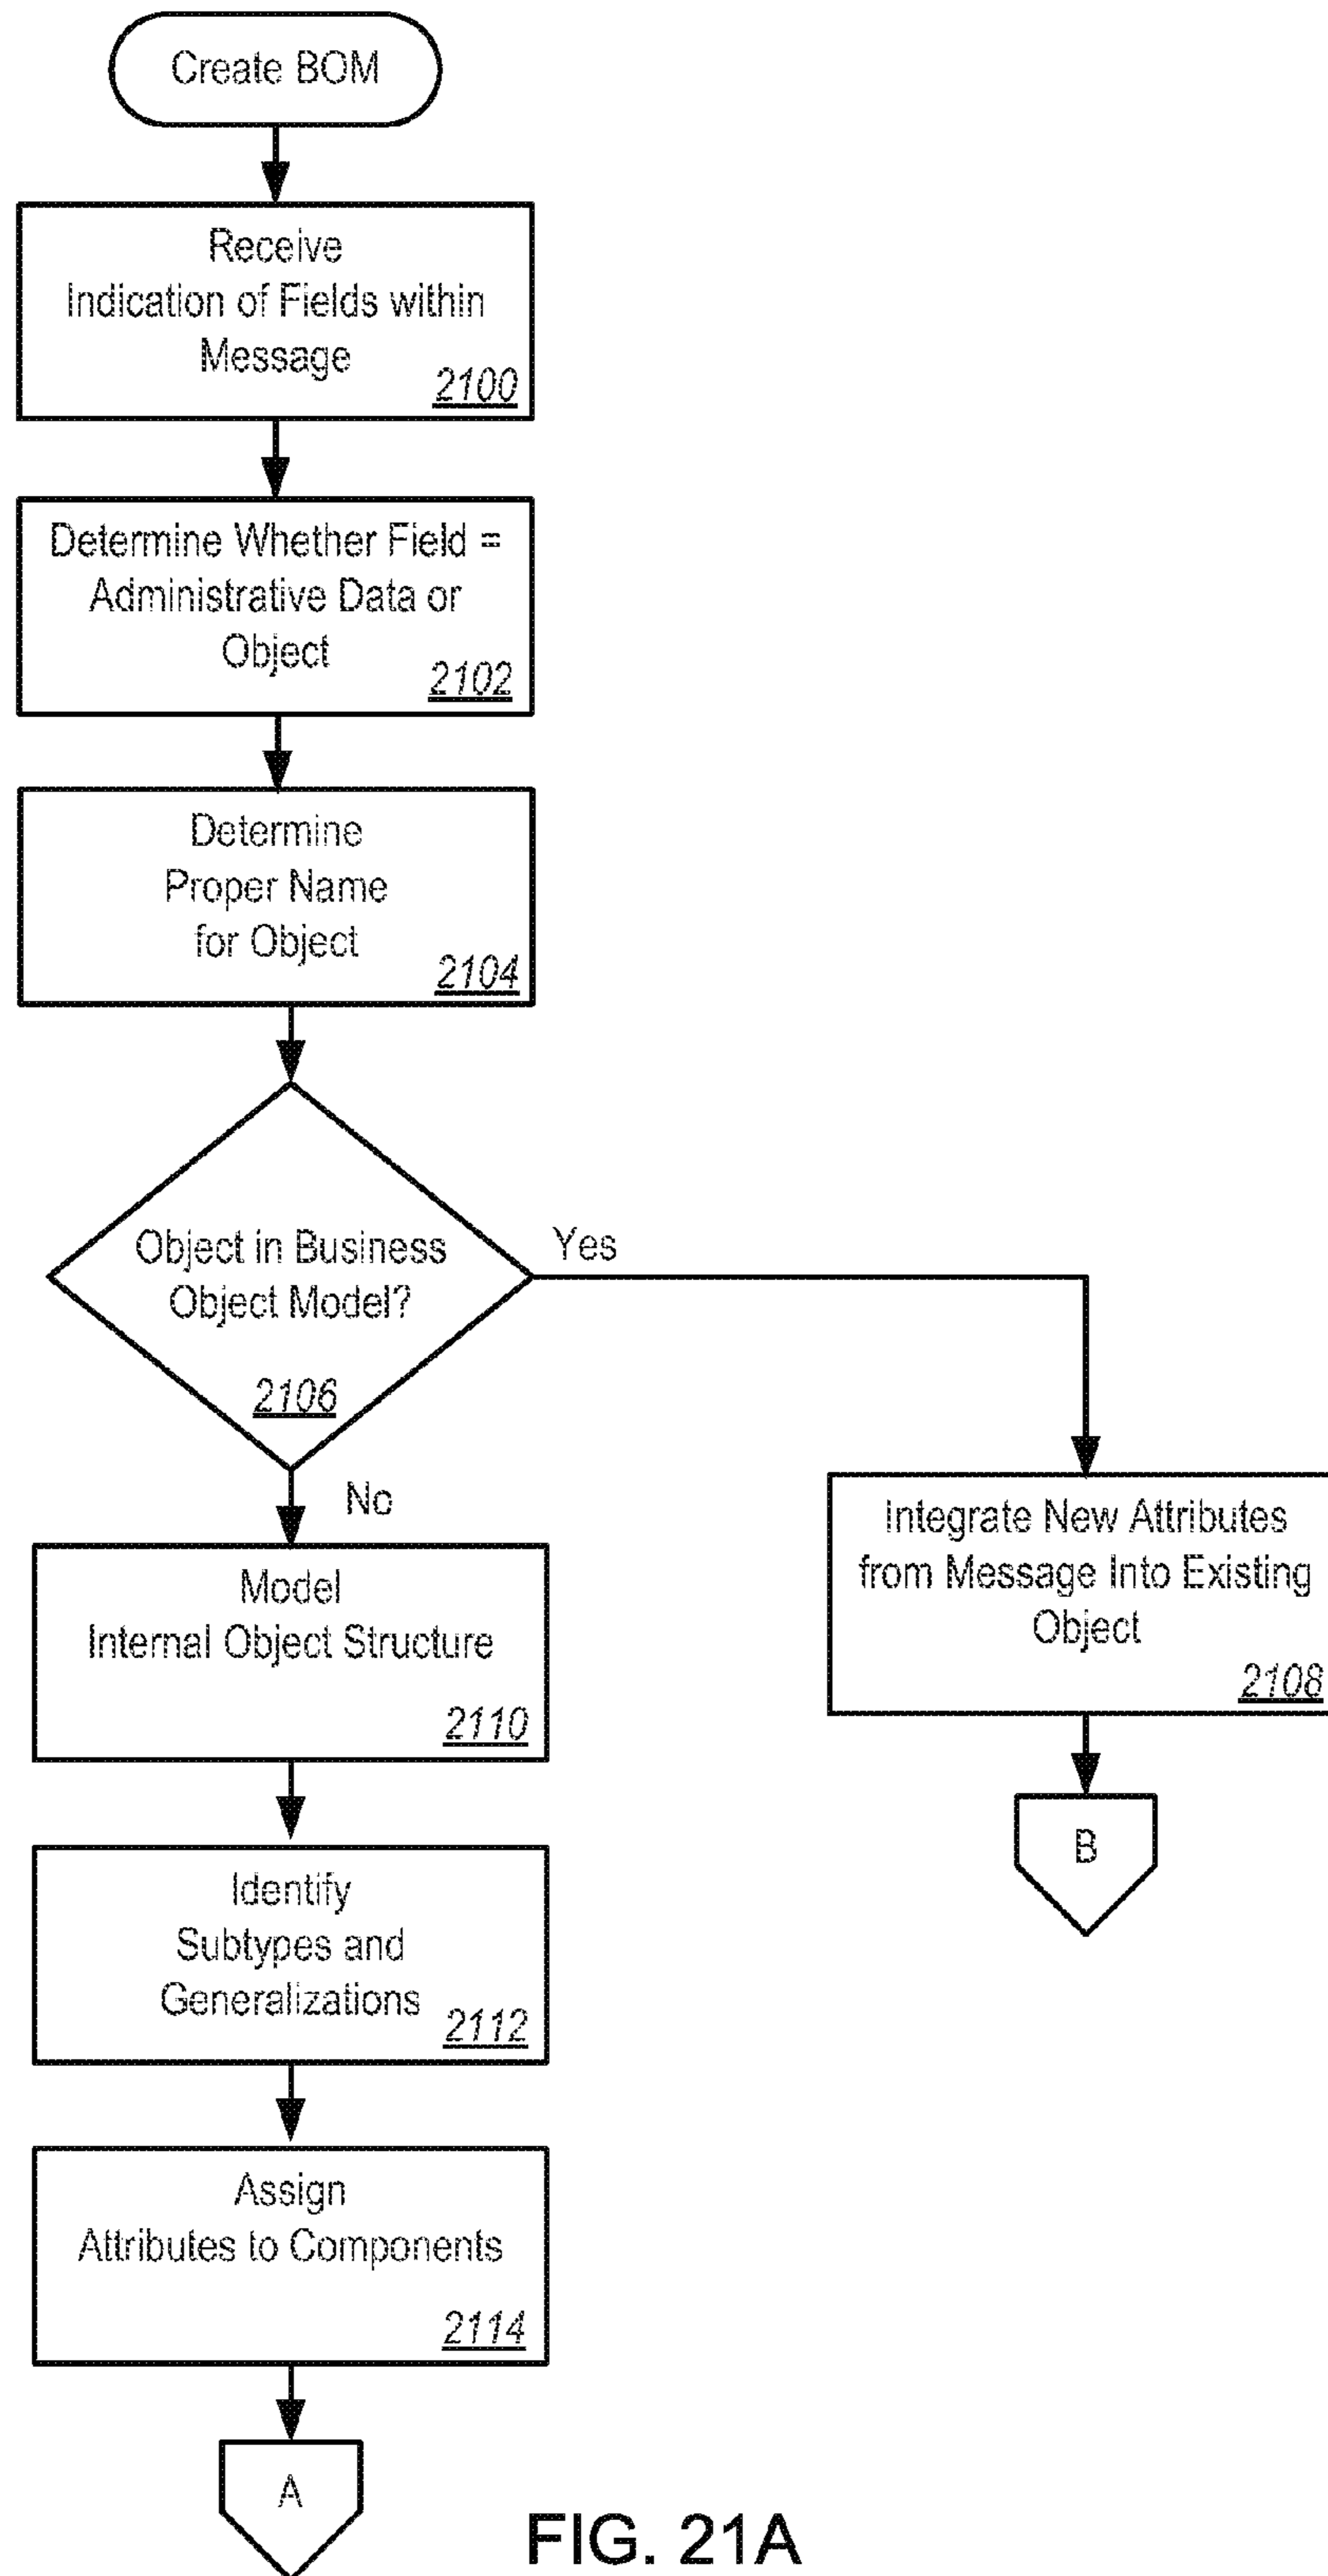 Create BOM
Receive
Indication of Fields within
Message
2100
Determine Whether Field =
Administrative Data or
Object
2102
Determine
Proper Name
for Object
2104
Object in Business
Object Model?
2106
Yes
No
Integrate New Attributes
from Message Into Existing
Object
2108
B
Model
Internal Object Structure
2110
Identify
Subtypes and
Generalizations
2112
Assign
Attributes to Components
2114
A
FIG. 21A